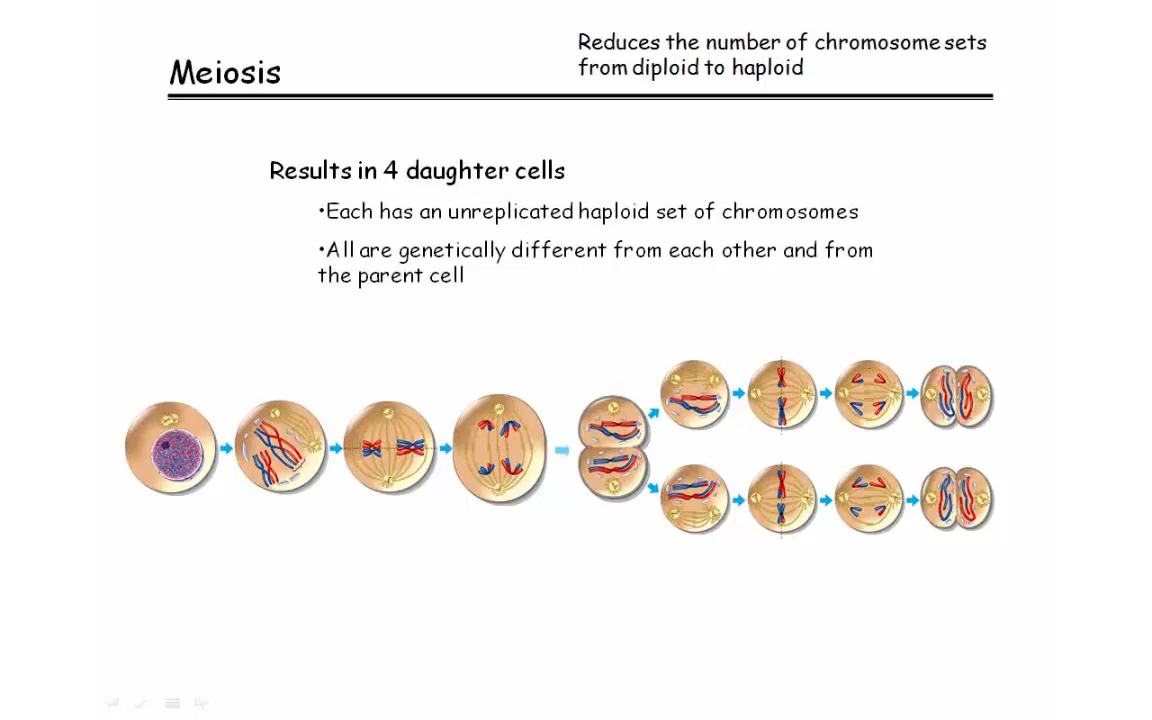 Reduces the number of chromosome sets
from diploid to haploid
Meiosis
Results in 4 daughter cells
•Each has an unreplicated haploid set of chromosomes
•All are genetically different from each other and from
the parent cell